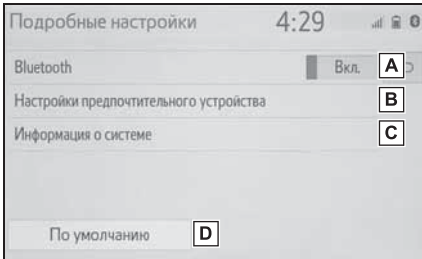 Подробные настройки 4:29
Bluetooth Вкл. A
Настройки предпочтительного устройства B
Информация о системе C
По умолчанию D